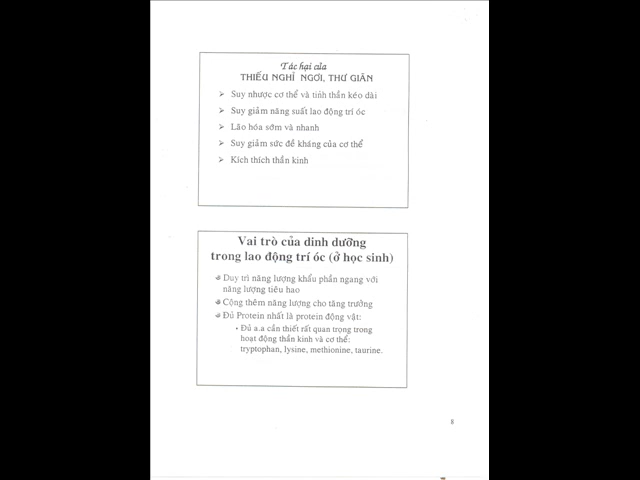 Tác hại của
THIẾU NGHỈ NGƠI, THƯ GIÃN
➢ Suy nhược cơ thể và tinh thần kéo dài
➢ Suy giảm năng suất lao động trí óc
➢ Lão hóa sớm và nhanh
➢ Suy giảm sức đề kháng của cơ thể
➢ Kích thích thần kinh
Vai trò của dinh dưỡng
trong lao động trí óc (ở học sinh)
Duy trì năng lượng khẩu phần ngang với
năng lượng tiêu hao
Cộng thêm năng lượng cho tăng trưởng
Đủ Protein nhất là protein động vật:
• Đủ a.a cần thiết rất quan trọng trong
hoạt động thần kinh và cơ thể:
tryptophan, lysine, methionine, taurine.
8